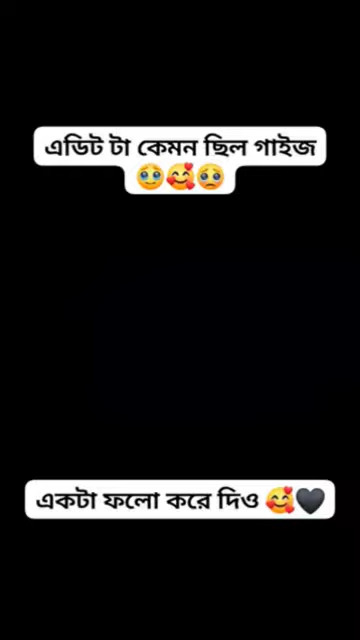 এডিট টা কেমন ছিল গাইজ
🥹🥰🥹
একটা ফলো করে দিও 🥰🖤